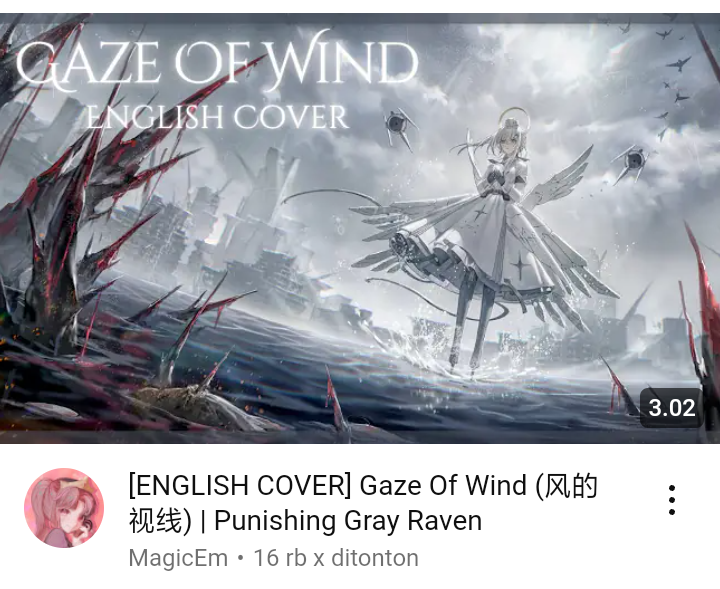 GAZE OF WIND
ENGLISH COVER
3.02
[ENGLISH COVER] Gaze Of Wind (风的
视线) | Punishing Gray Raven
MagicEm • 16 rb x ditonton